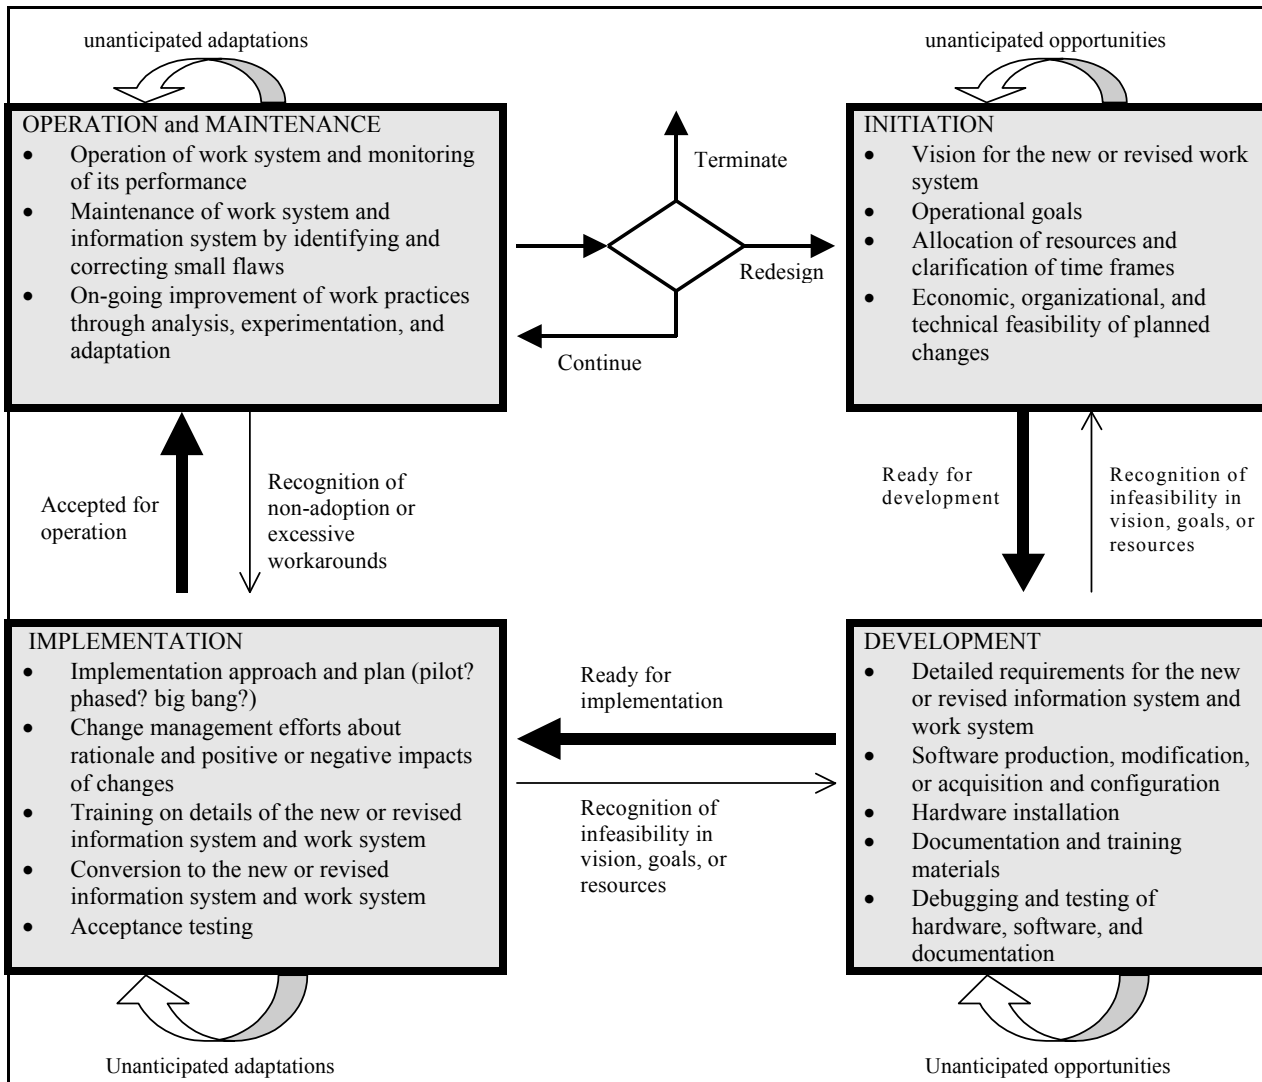 unanticipated adaptations
unanticipated opportunities
OPERATION and MAINTENANCE
• Operation of work system and monitoring
of its performance
• Maintenance of work system and
information system by identifying and
correcting small flaws
• On-going improvement of work practices
through analysis, experimentation, and
adaptation
Terminate
Redesign
Continue
INITIATION
• Vision for the new or revised work
system
• Operational goals
• Allocation of resources and
clarification of time frames
• Economic, organizational, and
technical feasibility of planned
changes
Accepted for
operation
Recognition of
non-adoption or
excessive
workarounds
Ready for
development
Recognition of
infeasibility in
vision, goals, or
resources
IMPLEMENTATION
• Implementation approach and plan (pilot?
phased? big bang?)
• Change management efforts about
rationale and positive or negative impacts
of changes
• Training on details of the new or revised
information system and work system
• Conversion to the new or revised
information system and work system
• Acceptance testing
Ready for
implementation
Recognition of
infeasibility in
vision, goals, or
resources
DEVELOPMENT
• Detailed requirements for the new
or revised information system and
work system
• Software production, modification,
or acquisition and configuration
• Hardware installation
• Documentation and training
materials
• Debugging and testing of
hardware, software, and
documentation
Unanticipated adaptations
Unanticipated opportunities